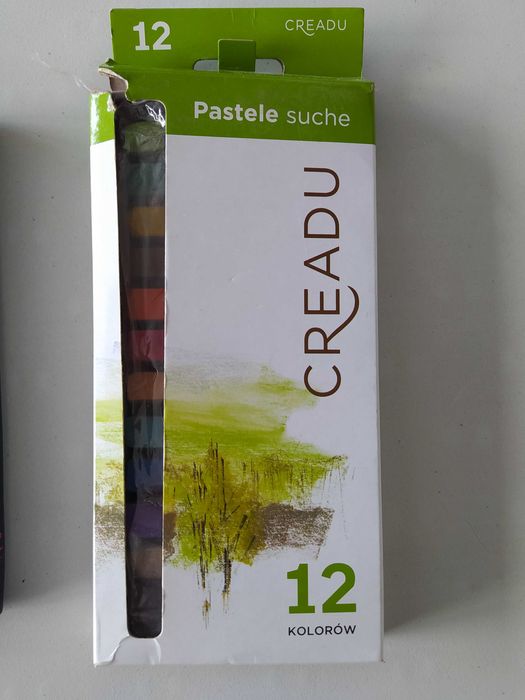 12 CREADU
Pastele suche
CREADU
12
KOLORÓW